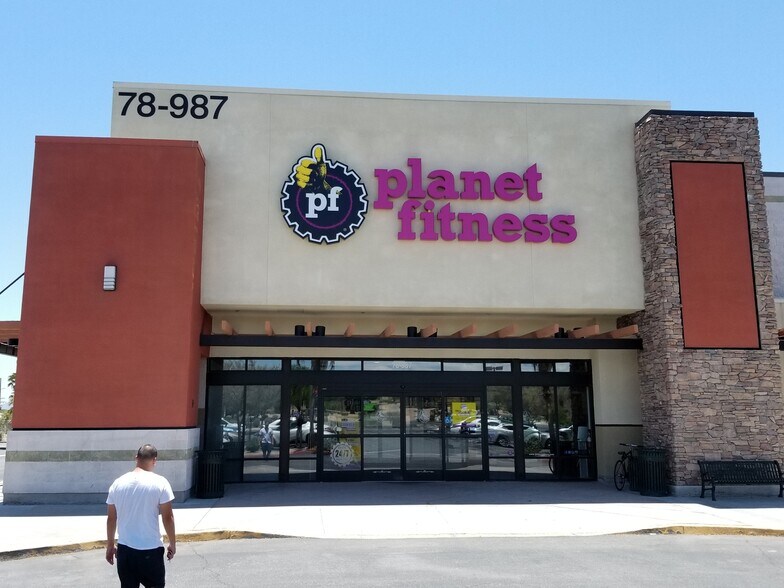 78-987
pf
planet
fitness
24/7